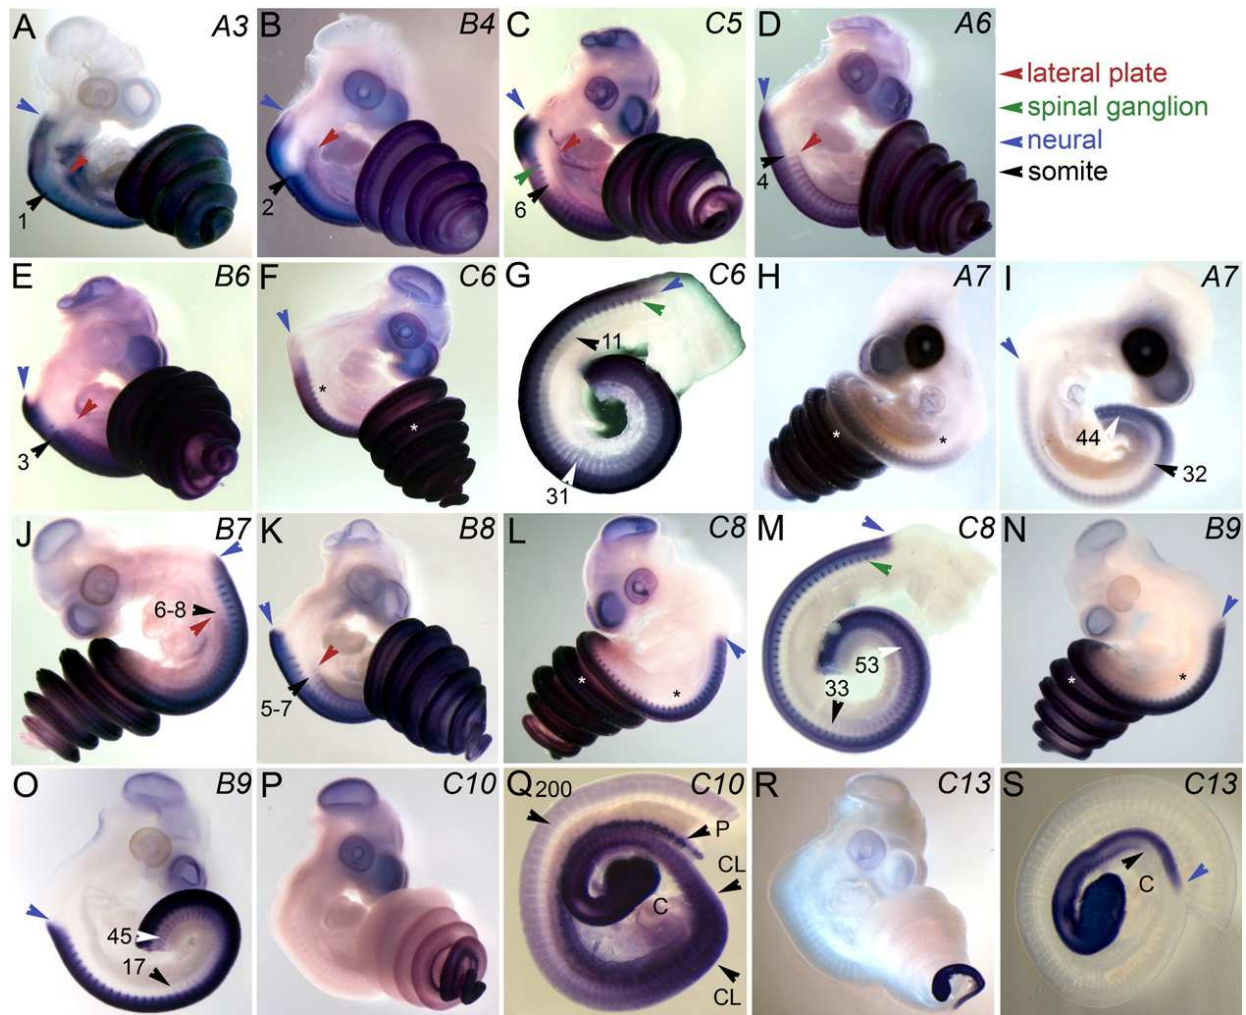 A A3 B B4 C C5 D A6
lateral plate
spinal ganglion
neural
somite
1 2 6 4
E B6 F C6 G C6 H A7 I A7
11
44
3 31 32
J B7 K B8 L C8 M C8 N B9
6-8
53
33
5-7
O B9 P C10 Q 200 C10 R C13 S C13
P
CL
45 C C
17
CL